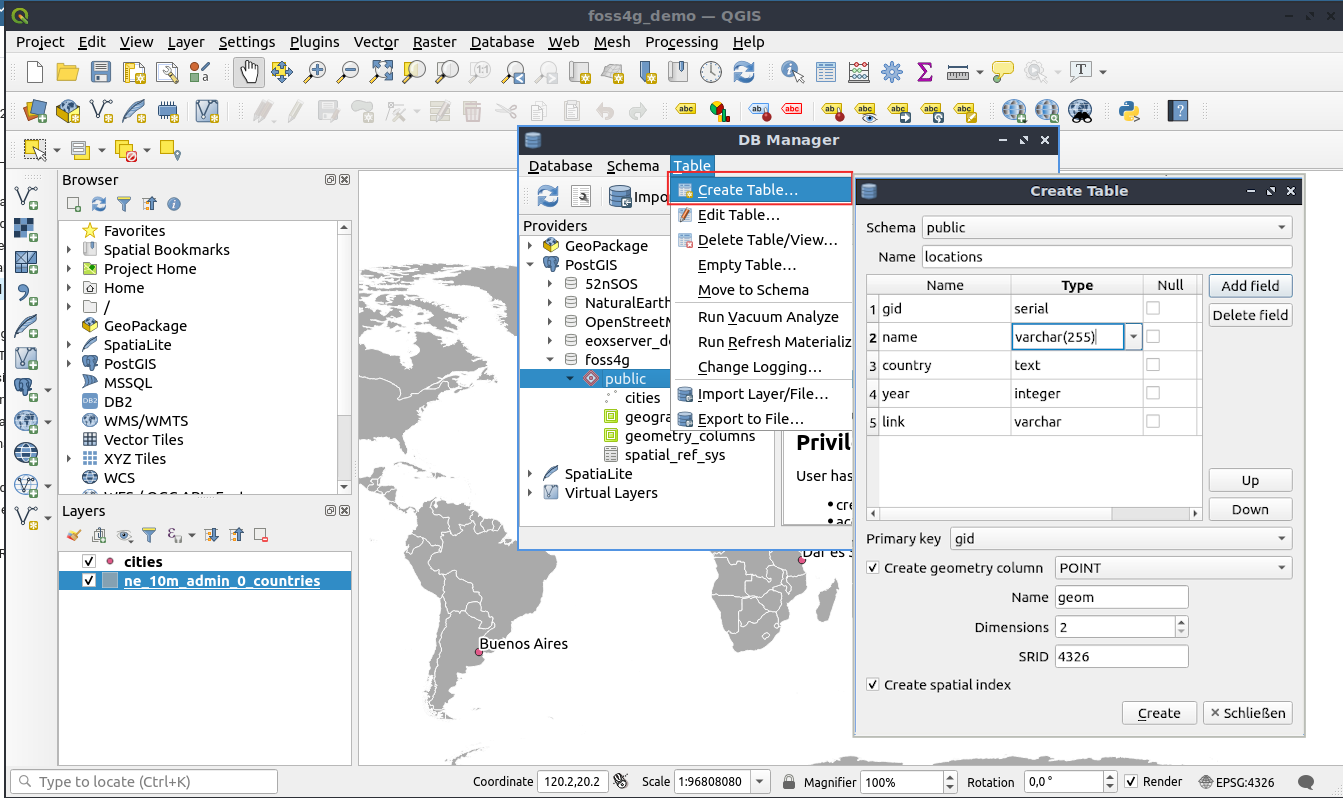 foss4g_demo — QGIS
Project Edit View Layer Settings Plugins Vector Raster Database Web Mesh Processing Help
DB Manager
Database Schema Table
Impo
Create Table…
Edit Table…
Delete Table/View…
Empty Table…
Move to Schema
Run Vacuum Analyze
Run Refresh Materializ
Change Logging…
Import Layer/File…
Export to File…
Providers
GeoPackage
PostGIS
52nSOS
NaturalEarth
OpenStreetM
eoxserver_de
foss4g
public
cities
geogra
geometry_columns
spatial_ref_sys
SpatiaLite
Virtual Layers
Privil
User has
cre
Create Table
Schema public
Name locations
Name Type Null
1 gid serial
2 name varchar(255)
3 country text
4 year integer
5 link varchar
Add field
Delete field
Up
Down
Primary key gid
Create geometry column POINT
Name geom
Dimensions 2
SRID 4326
Create spatial index
Create Schließen
Browser
Favorites
Spatial Bookmarks
Project Home
Home
/
GeoPackage
SpatiaLite
PostGIS
MSSQL
DB2 DB2
WMS/WMTS
Vector Tiles
XYZ Tiles
WCS
Layers
cities
ne_10m_admin_0_countries
Buenos Aires
Dar es S
Type to locate (Ctrl+K)
Coordinate 120.2,20.2 Scale 1:96808080 Magnifier 100% Rotation 0,0 ° Render EPSG:4326